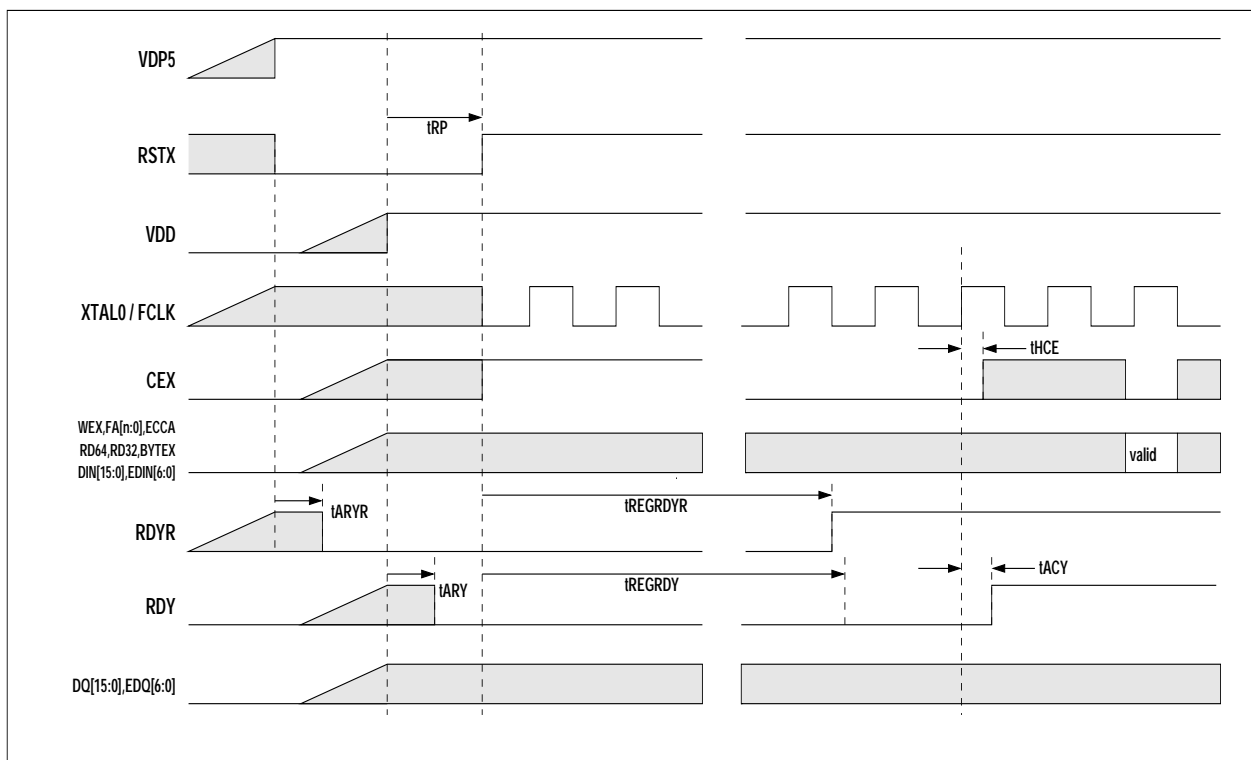 VDP5
tRP
RSTX
VDD
XTAL0 / FCLK
tHCE
CEX
WEX,FA[n:0],ECCA
RD64,RD32,BYTEX
valid
DIN[15:0],EDIN[6:0]
tARYR
tREGRDYR
RDYR
tACY
tARY
tREGRDY
RDY
DQ[15:0],EDQ[6:0]